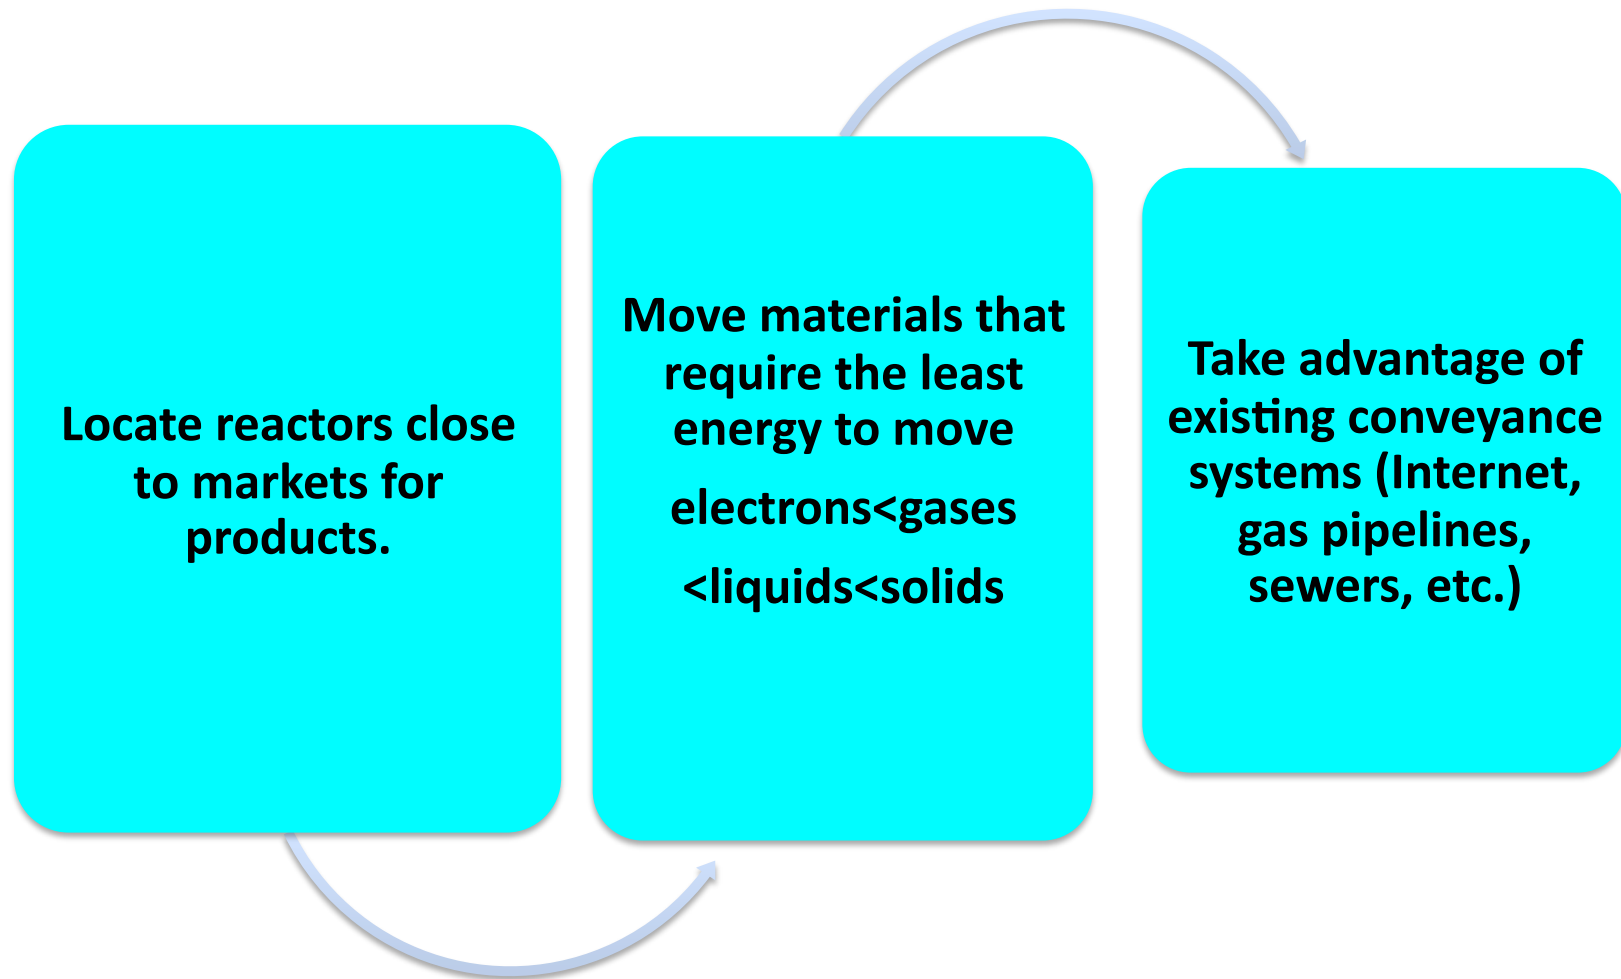 Locate reactors close
to markets for
products.
Move materials that
require the least
energy to move
electrons<gases
<liquids<solids
Take advantage of
existing conveyance
systems (Internet,
gas pipelines,
sewers, etc.)